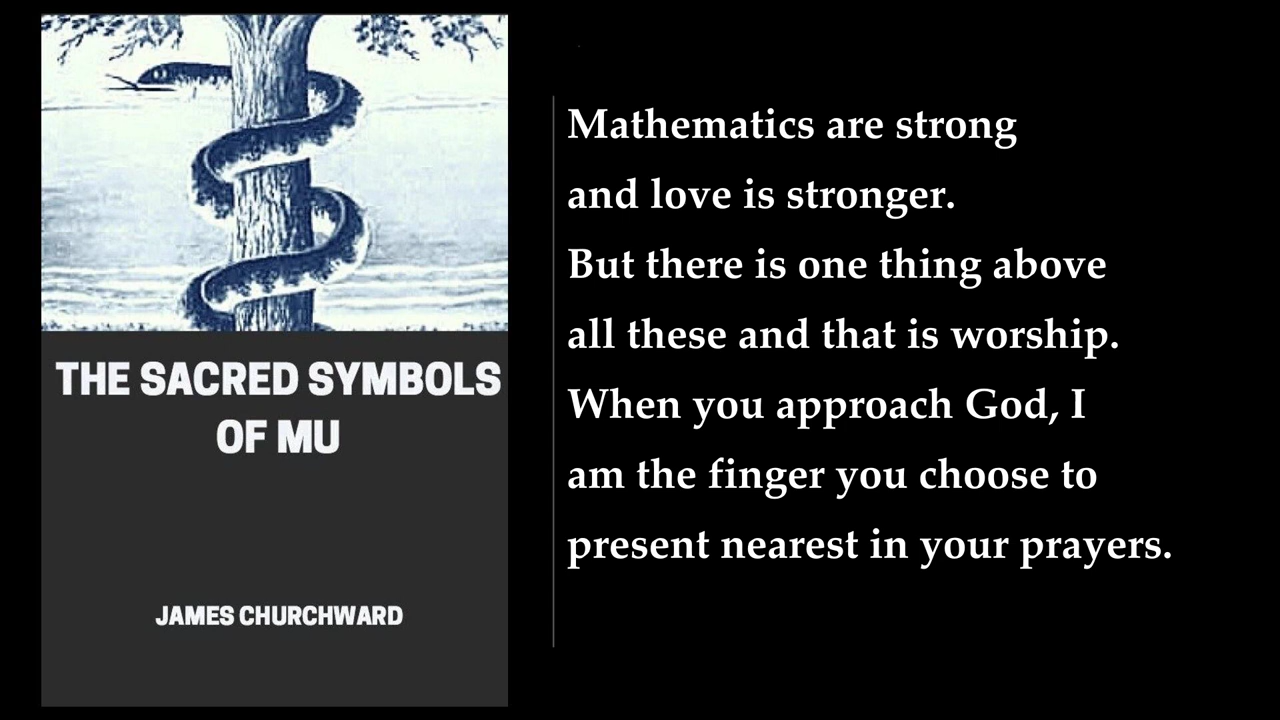 THE SACRED SYMBOLS
OF MU
JAMES CHURCHWARD
Mathematics are strong
and love is stronger.
But there is one thing above
all these and that is worship.
When you approach God, I
am the finger you choose to
present nearest in your prayers.